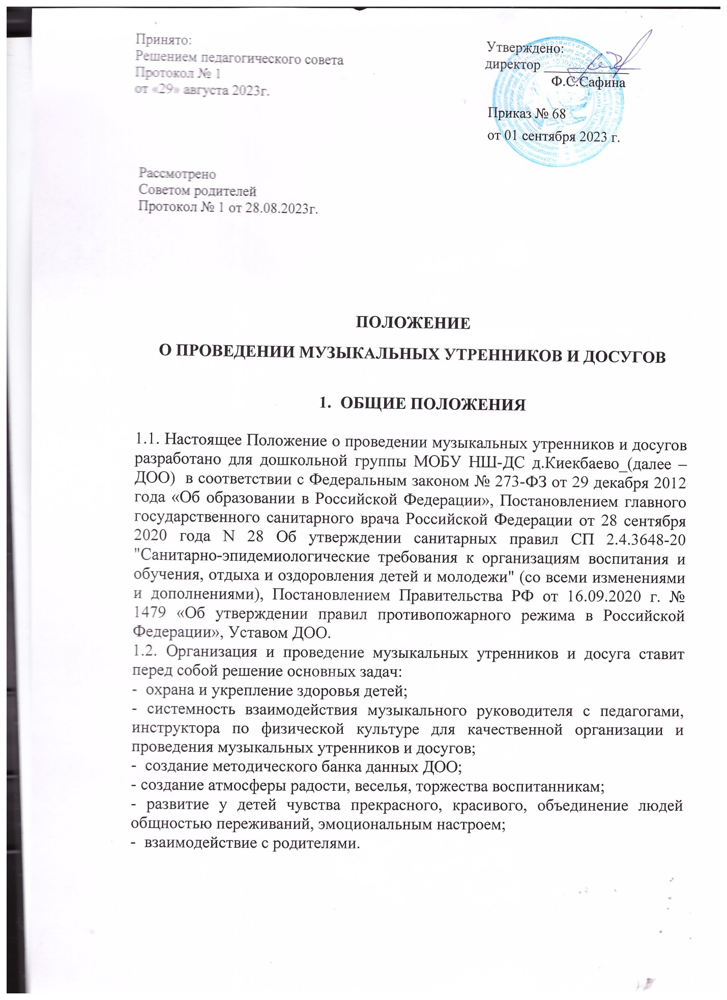 Принято:
Решением педагогического совета
Протокол № 1
от «29» августа 2023г.
Утверждено:
директор
Ф.С.Сафина
Приказ № 68
от 01 сентября 2023 г.
Рассмотрено
Советом родителей
Протокол № 1 от 28.08.2023г.
ПОЛОЖЕНИЕ
О ПРОВЕДЕНИИ МУЗЫКАЛЬНЫХ УТРЕННИКОВ И ДОСУГОВ
1. ОБЩИЕ ПОЛОЖЕНИЯ
1.1. Настоящее Положение о проведении музыкальных утренников и досугов
разработано для дошкольной группы МОБУ НШ-ДС д.Киекбаево_(далее –
ДОО) в соответствии с Федеральным законом № 273-ФЗ от 29 декабря 2012
года «Об образовании в Российской Федерации», Постановлением главного
государственного санитарного врача Российской Федерации от 28 сентября
2020 года N 28 Об утверждении санитарных правил СП 2.4.3648-20
"Санитарно-эпидемиологические требования к организациям воспитания и
обучения, отдыха и оздоровления детей и молодежи" (со всеми изменениями
и дополнениями), Постановлением Правительства РФ от 16.09.2020 г. №
1479 «Об утверждении правил противопожарного режима в Российской
Федерации», Уставом ДОО.
1.2. Организация и проведение музыкальных утренников и досуга ставит
перед собой решение основных задач:
- охрана и укрепление здоровья детей;
- системность взаимодействия музыкального руководителя с педагогами,
инструктора по физической культуре для качественной организации и
проведения музыкальных утренников и досугов;
- создание методического банка данных ДОО;
- создание атмосферы радости, веселья, торжества воспитанникам;
- развитие у детей чувства прекрасного, красивого, объединение людей
общностью переживаний, эмоциональным настроем;
- взаимодействие с родителями.